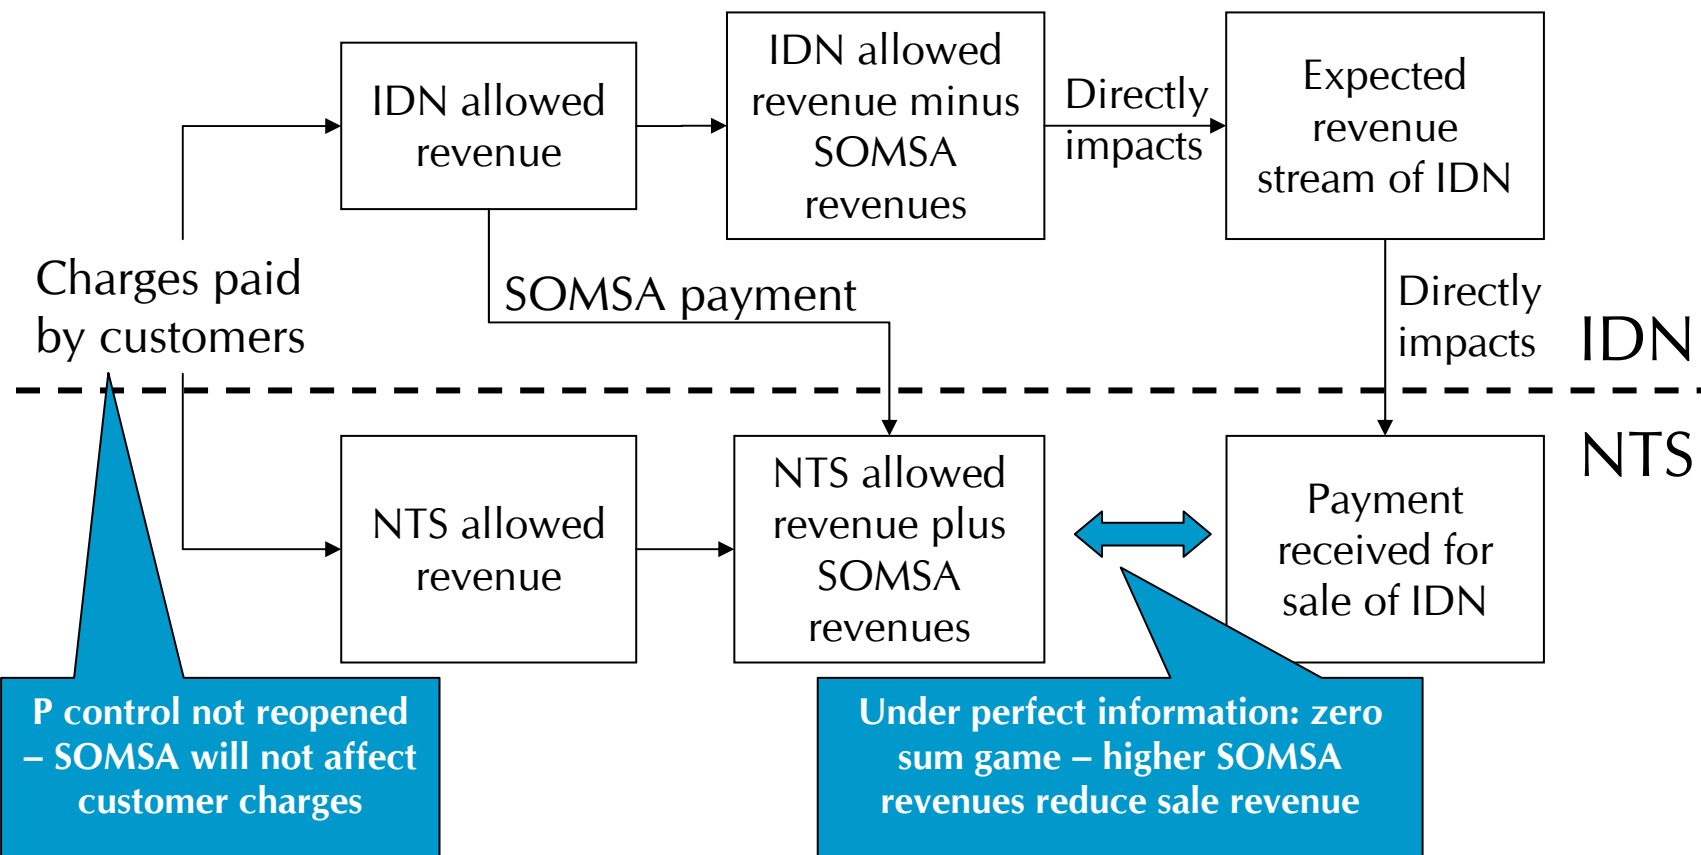 IDN allowed
revenue
IDN allowed
revenue minus
SOMSA
revenues
Directly
impacts
Expected
revenue
stream of IDN
Charges paid
by customers
SOMSA payment
Directly
impacts
IDN
NTS
NTS allowed
revenue
NTS allowed
revenue plus
SOMSA
revenues
Payment
received for
sale of IDN
P control not reopened
– SOMSA will not affect
customer charges
Under perfect information: zero
sum game – higher SOMSA
revenues reduce sale revenue